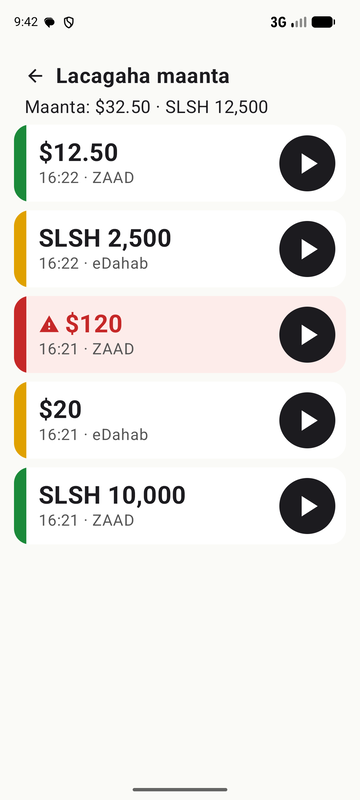 9:42
3G
Lacagaha maanta
Maanta: $32.50 · SLSH 12,500
$12.50
16:22 · ZAAD
SLSH 2,500
16:22 · eDahab
$120
16:21 · ZAAD
$20
16:21 · eDahab
SLSH 10,000
16:21 · ZAAD